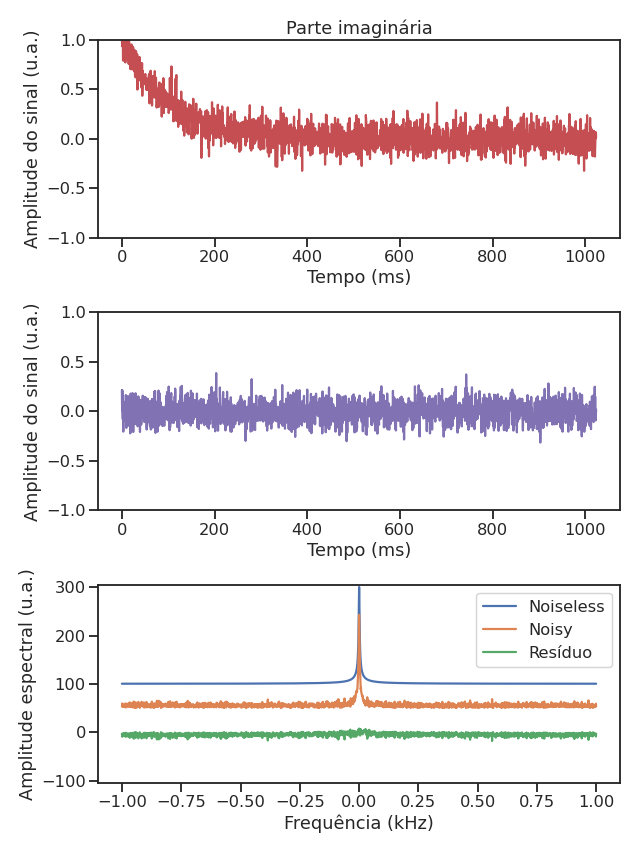 Parte imaginária
Amplitude do sinal (u.a.)
1.0
0.5
0.0
−0.5
−1.0
0 200 400 600 800 1000
Tempo (ms)
Amplitude do sinal (u.a.)
1.0
0.5
0.0
−0.5
−1.0
0 200 400 600 800 1000
Tempo (ms)
Amplitude espectral (u.a.)
300
200
100
0
−100
Noiseless
Noisy
Resíduo
−1.00 −0.75 −0.50 −0.25 0.00 0.25 0.50 0.75 1.00
Frequência (kHz)